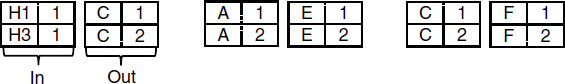 H1 1 C 1 A 1 E 1 C 1 F 1
H3 1 C 2 A 2 E 2 C 2 F 2
In Out